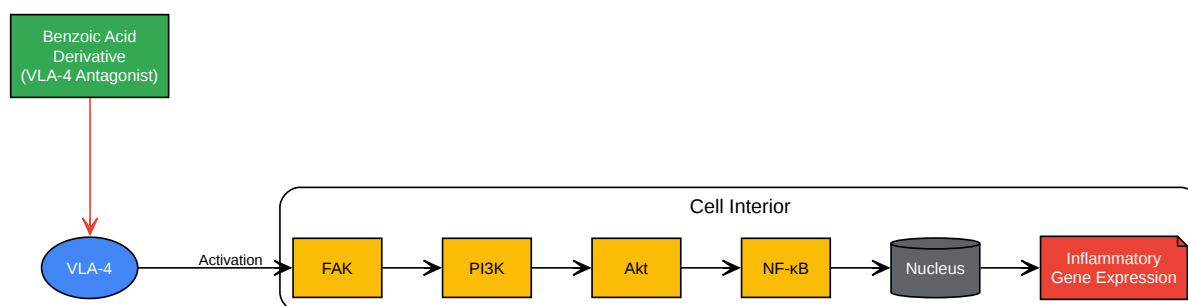 Benzoic Acid
Derivative
(VLA-4 Antagonist)
Cell Interior
VLA-4
Activation
FAK
PI3K
Akt
NF-κB
Nucleus
Inflammatory
Gene Expression